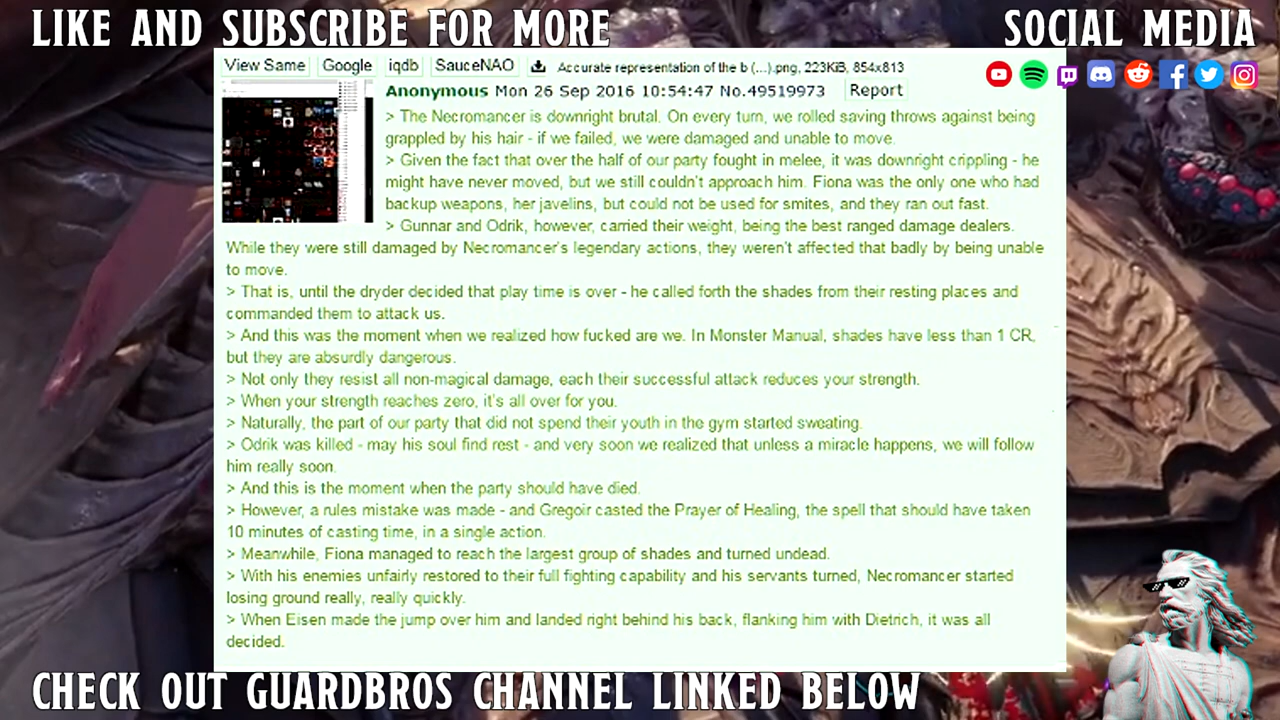 LIKE AND SUBSCRIBE FOR MORE
SOCIAL MEDIA
View Same Google iqdb SauceNAO Accurate representation of the b (...).png, 223KiB, 854x813
Anonymous Mon 26 Sep 2016 10:54:47 No.49519973 Report
> The Necromancer is downright brutal. On every turn, we rolled saving throws against being
grappled by his hair - if we failed, we were damaged and unable to move.
> Given the fact that over the half of our party fought in melee, it was downright crippling - he
might have never moved, but we still couldn't approach him. Fiona was the only one who had
backup weapons, her javelins, but could not be used for smites, and they ran out fast.
> Gunnar and Odrik, however, carried their weight, being the best ranged damage dealers.
While they were still damaged by Necromancer's legendary actions, they weren't affected that badly by being unable
to move.
> That is, until the dryder decided that play time is over - he called forth the shades from their resting places and
commanded them to attack us.
> And this was the moment when we realized how fucked are we. In Monster Manual, shades have less than 1 CR,
but they are absurdly dangerous.
> Not only they resist all non-magical damage, each their successful attack reduces your strength.
> When your strength reaches zero, it's all over for you.
> Naturally, the part of our party that did not spend their youth in the gym started sweating.
> Odrik was killed - may his soul find rest - and very soon we realized that unless a miracle happens, we will follow
him really soon.
> And this is the moment when the party should have died.
> However, a rules mistake was made - and Gregoir casted the Prayer of Healing, the spell that should have taken
10 minutes of casting time, in a single action.
> Meanwhile, Fiona managed to reach the largest group of shades and turned undead.
> With his enemies unfairly restored to their full fighting capability and his servants turned, Necromancer started
losing ground really, really quickly.
> When Eisen made the jump over him and landed right behind his back, flanking him with Dietrich, it was all
decided.
CHECK OUT GUARDBROS CHANNEL LINKED BELOW